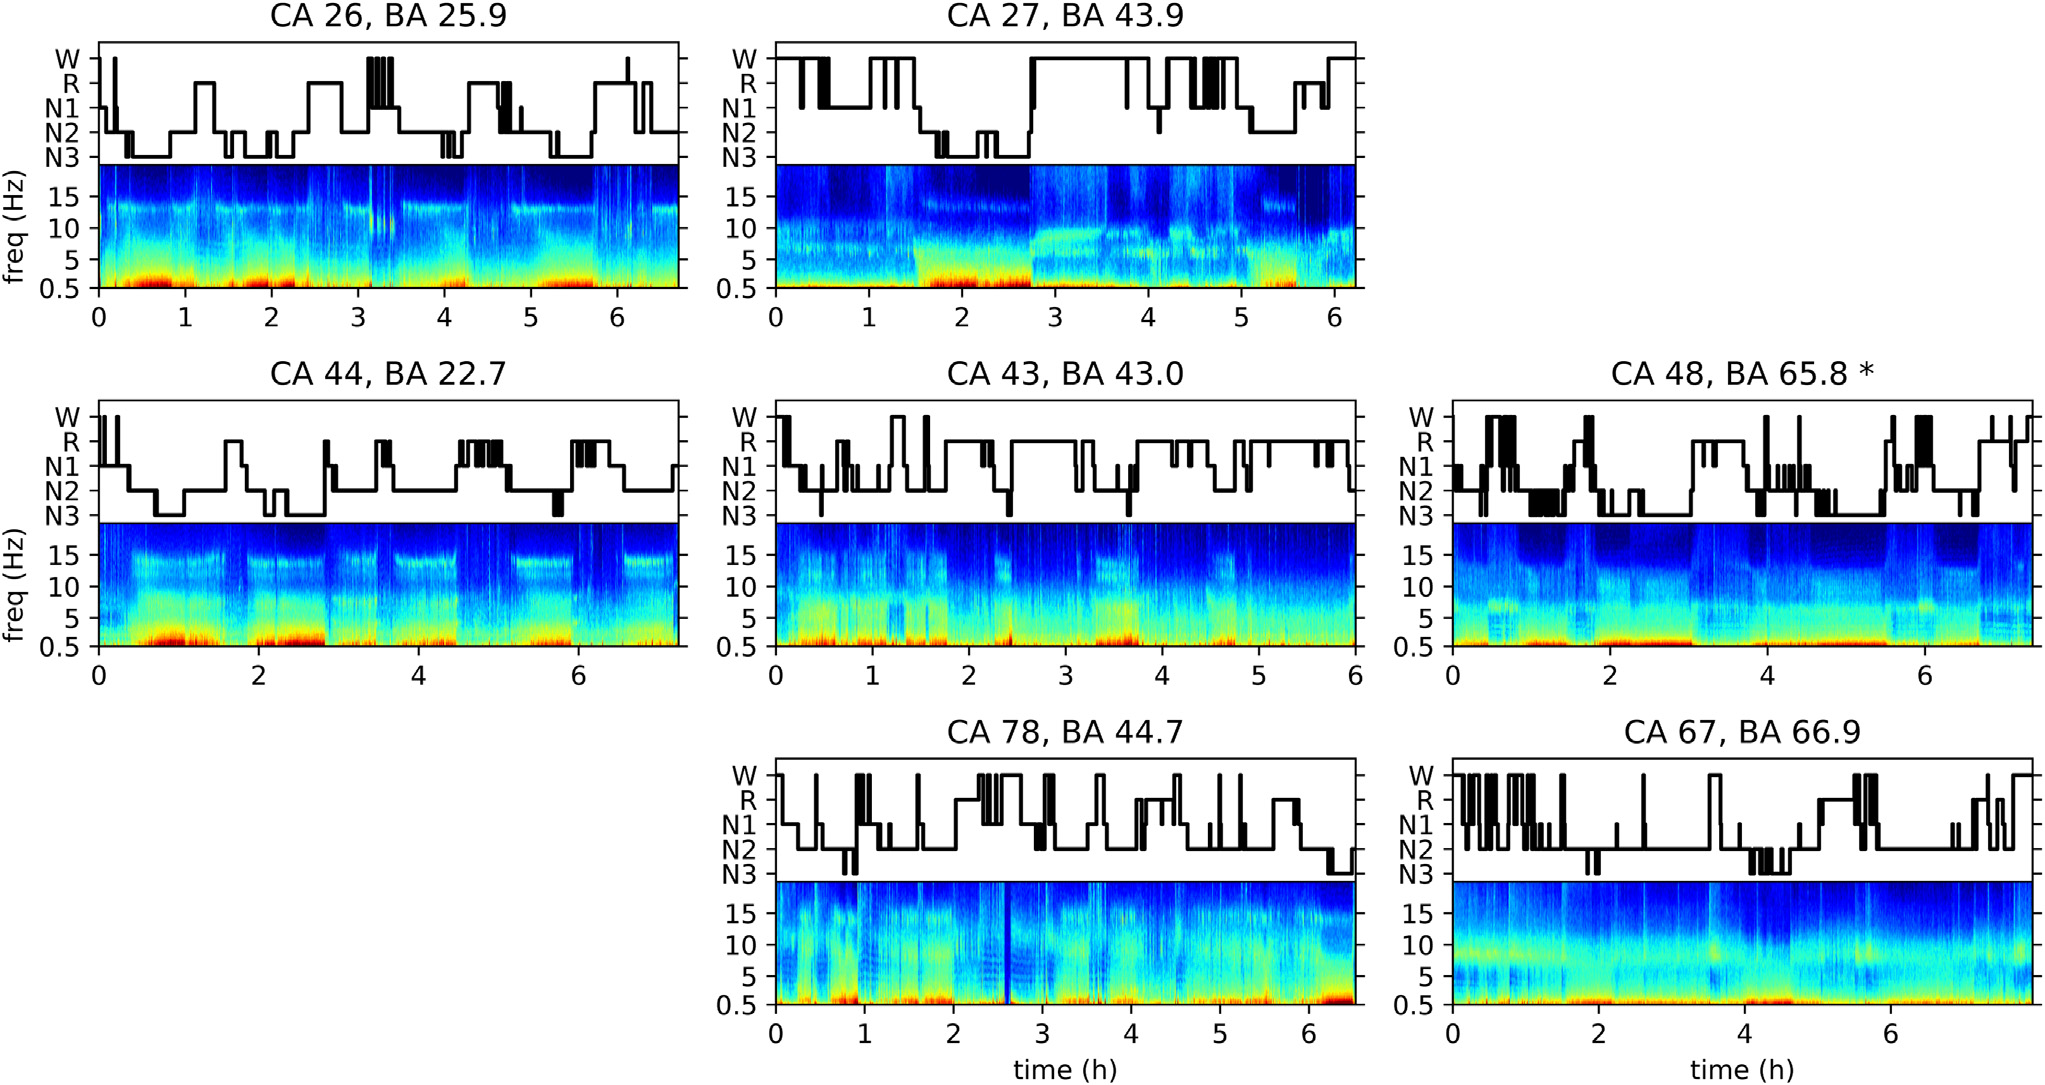 CA 26, BA 25.9
W
R
N1
N2
N3
freq (Hz)
15
10
5
0.5
0 1 2 3 4 5 6
CA 27, BA 43.9
W
R
N1
N2
N3
15
10
5
0.5
0 1 2 3 4 5 6
CA 44, BA 22.7
W
R
N1
N2
N3
freq (Hz)
15
10
5
0.5
0 2 4 6
CA 43, BA 43.0
W
R
N1
N2
N3
15
10
5
0.5
0 1 2 3 4 5 6
CA 48, BA 65.8 *
W
R
N1
N2
N3
15
10
5
0.5
0 2 4 6
CA 78, BA 44.7
W
R
N1
N2
N3
15
10
5
0.5
0 1 2 3 4 5 6
time (h)
CA 67, BA 66.9
W
R
N1
N2
N3
15
10
5
0.5
0 2 4 6
time (h)